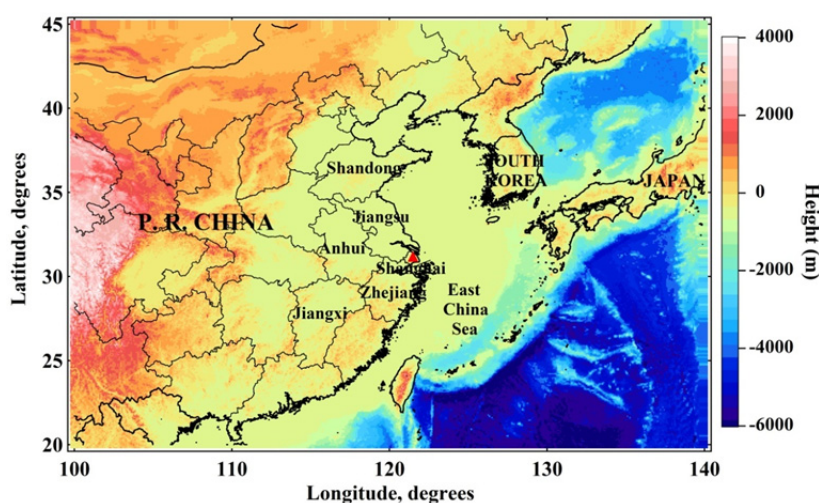 45
40
35
30
25
20
Latitude, degrees
100
110
120
130
140
Longitude, degrees
P. R. CHINA
Shandong
Jiangsu
Anhui
Shanghai
Zhejiang
Jiangxi
East
China
Sea
SOUTH
KOREA
JAPAN
4000
2000
0
-2000
-4000
-6000
Height (m)